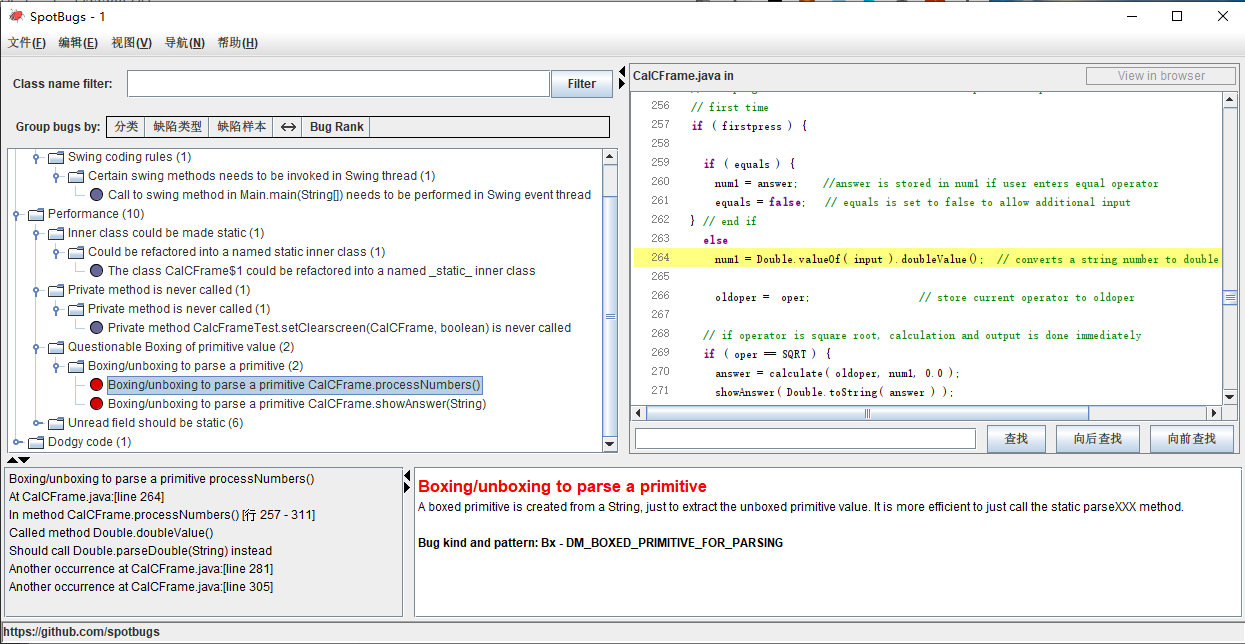 SpotBugs - 1
文件(F) 编辑(E) 视图(V) 导航(N) 帮助(H)
Class name filter: Filter
Group bugs by: 分类 缺陷类型 缺陷样本 Bug Rank
Swing coding rules (1)
Certain swing methods needs to be invoked in Swing thread (1)
Call to swing method in Main.main(String[]) needs to be performed in Swing event thread
Performance (10)
Inner class could be made static (1)
Could be refactored into a named static inner class (1)
The class CalCFrame$1 could be refactored into a named _static_ inner class
Private method is never called (1)
Private method is never called (1)
Private method CalcFrameTest.setClearscreen(CalCFrame, boolean) is never called
Questionable Boxing of primitive value (2)
Boxing/unboxing to parse a primitive (2)
Boxing/unboxing to parse a primitive CalCFrame.processNumbers()
Boxing/unboxing to parse a primitive CalCFrame.showAnswer(String)
Unread field should be static (6)
Dodgy code (1)
CalCFrame.java in View in browser
256 // first time
257 if ( firstpress ) {
258
259 if ( equals ) {
260 num1 = answer; //answer is stored in num1 if user enters equal operator
261 equals = false; // equals is set to false to allow additional input
262 } // end if
263 else
264 num1 = Double.valueOf( input ).doubleValue(); // converts a string number to double
265
266 oldoper = oper; // store current operator to oldoper
267
268 // if operator is square root, calculation and output is done immediately
269 if ( oper == SQRT ) {
270 answer = calculate( oldoper, num1, 0.0 );
271 showAnswer( Double.toString( answer ) );
查找 向后查找 向前查找
Boxing/unboxing to parse a primitive processNumbers()
At CalCFrame.java:[line 264]
In method CalCFrame.processNumbers() [行 257 - 311]
Called method Double.doubleValue()
Should call Double.parseDouble(String) instead
Another occurrence at CalCFrame.java:[line 281]
Another occurrence at CalCFrame.java:[line 305]
Boxing/unboxing to parse a primitive
A boxed primitive is created from a String, just to extract the unboxed primitive value. It is more efficient to just call the static parseXXX method.
Bug kind and pattern: Bx - DM_BOXED_PRIMITIVE_FOR_PARSING
https://github.com/spotbugs